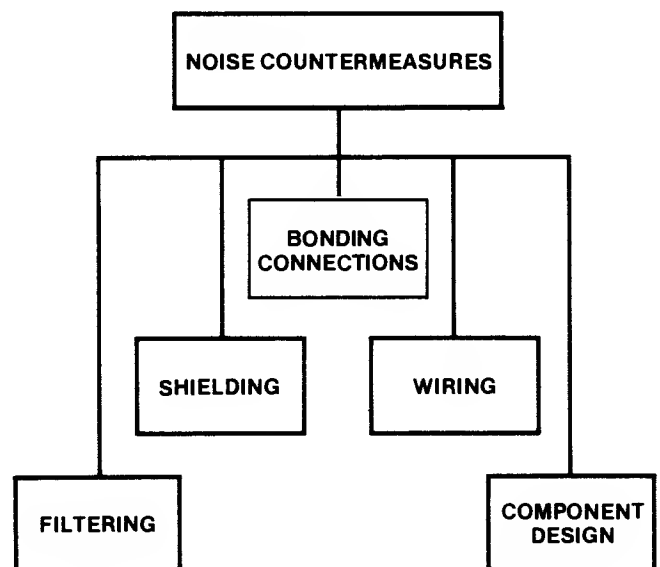 NOISE COUNTERMEASURES
BONDING
CONNECTIONS
SHIELDING
WIRING
FILTERING
COMPONENT
DESIGN